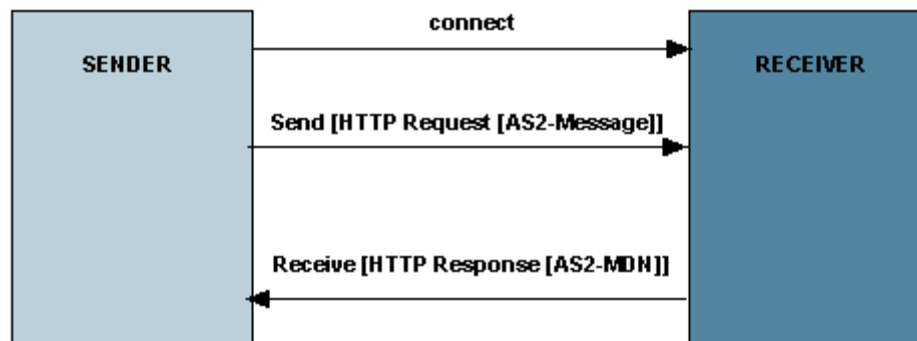 connect
SENDER
RECEIVER
Send [HTTP Request [AS2-Message]]
Receive [HTTP Response [AS2-MDN]]